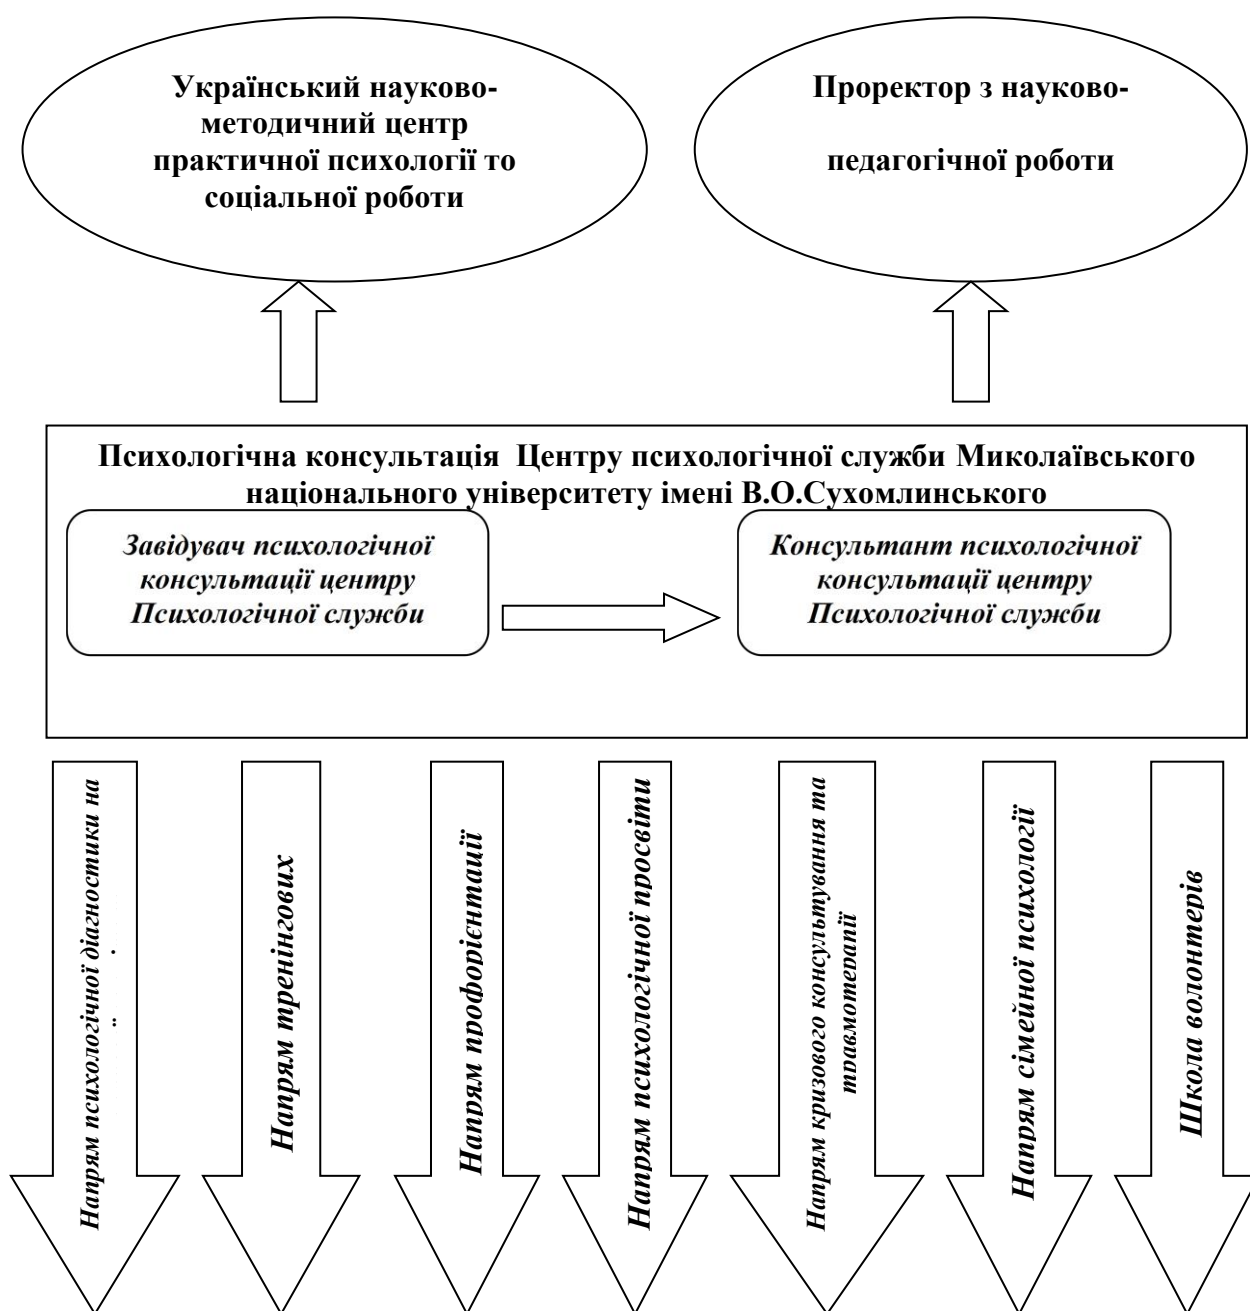 Український науково-
методичний центр
практичної психології то
соціальної роботи
Проректор з науково-
педагогічної роботи
Психологічна консультація Центру психологічної служби Миколаївського
національного університету імені В.О.Сухомлинського
Завідувач психологічної
консультації центру
Психологічної служби
Консультант психологічної
консультації центру
Психологічної служби
Напрям психологічної діагностики на
Напрям тренінгових
Напрям профорієнтації
Напрям психологічної просвіти
Напрям кризового консультування та
травмотерапії
Напрям сімейної психології
Школа волонтерів